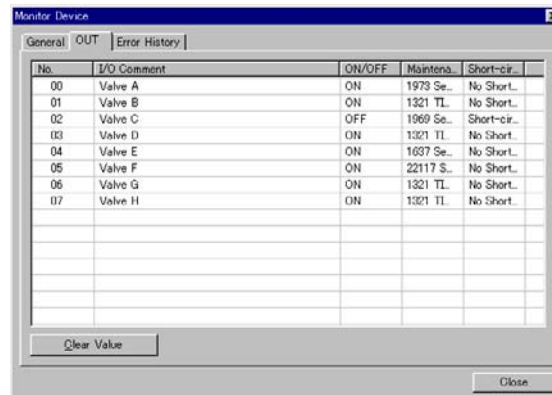 Monitor Device
General OUT Error History
No. I/O Comment ON/OFF Maintena... Short-cir...
00 Valve A ON 1973 Se... No Short...
01 Valve B ON 1321 TI... No Short...
02 Valve C OFF 1969 Se... Short-cir...
03 Valve D ON 1321 TI... No Short...
04 Valve E ON 1637 Se... No Short...
05 Valve F ON 22117 S... No Short...
06 Valve G ON 1321 TI... No Short...
07 Valve H ON 1321 TI... No Short...
Clear Value
Close